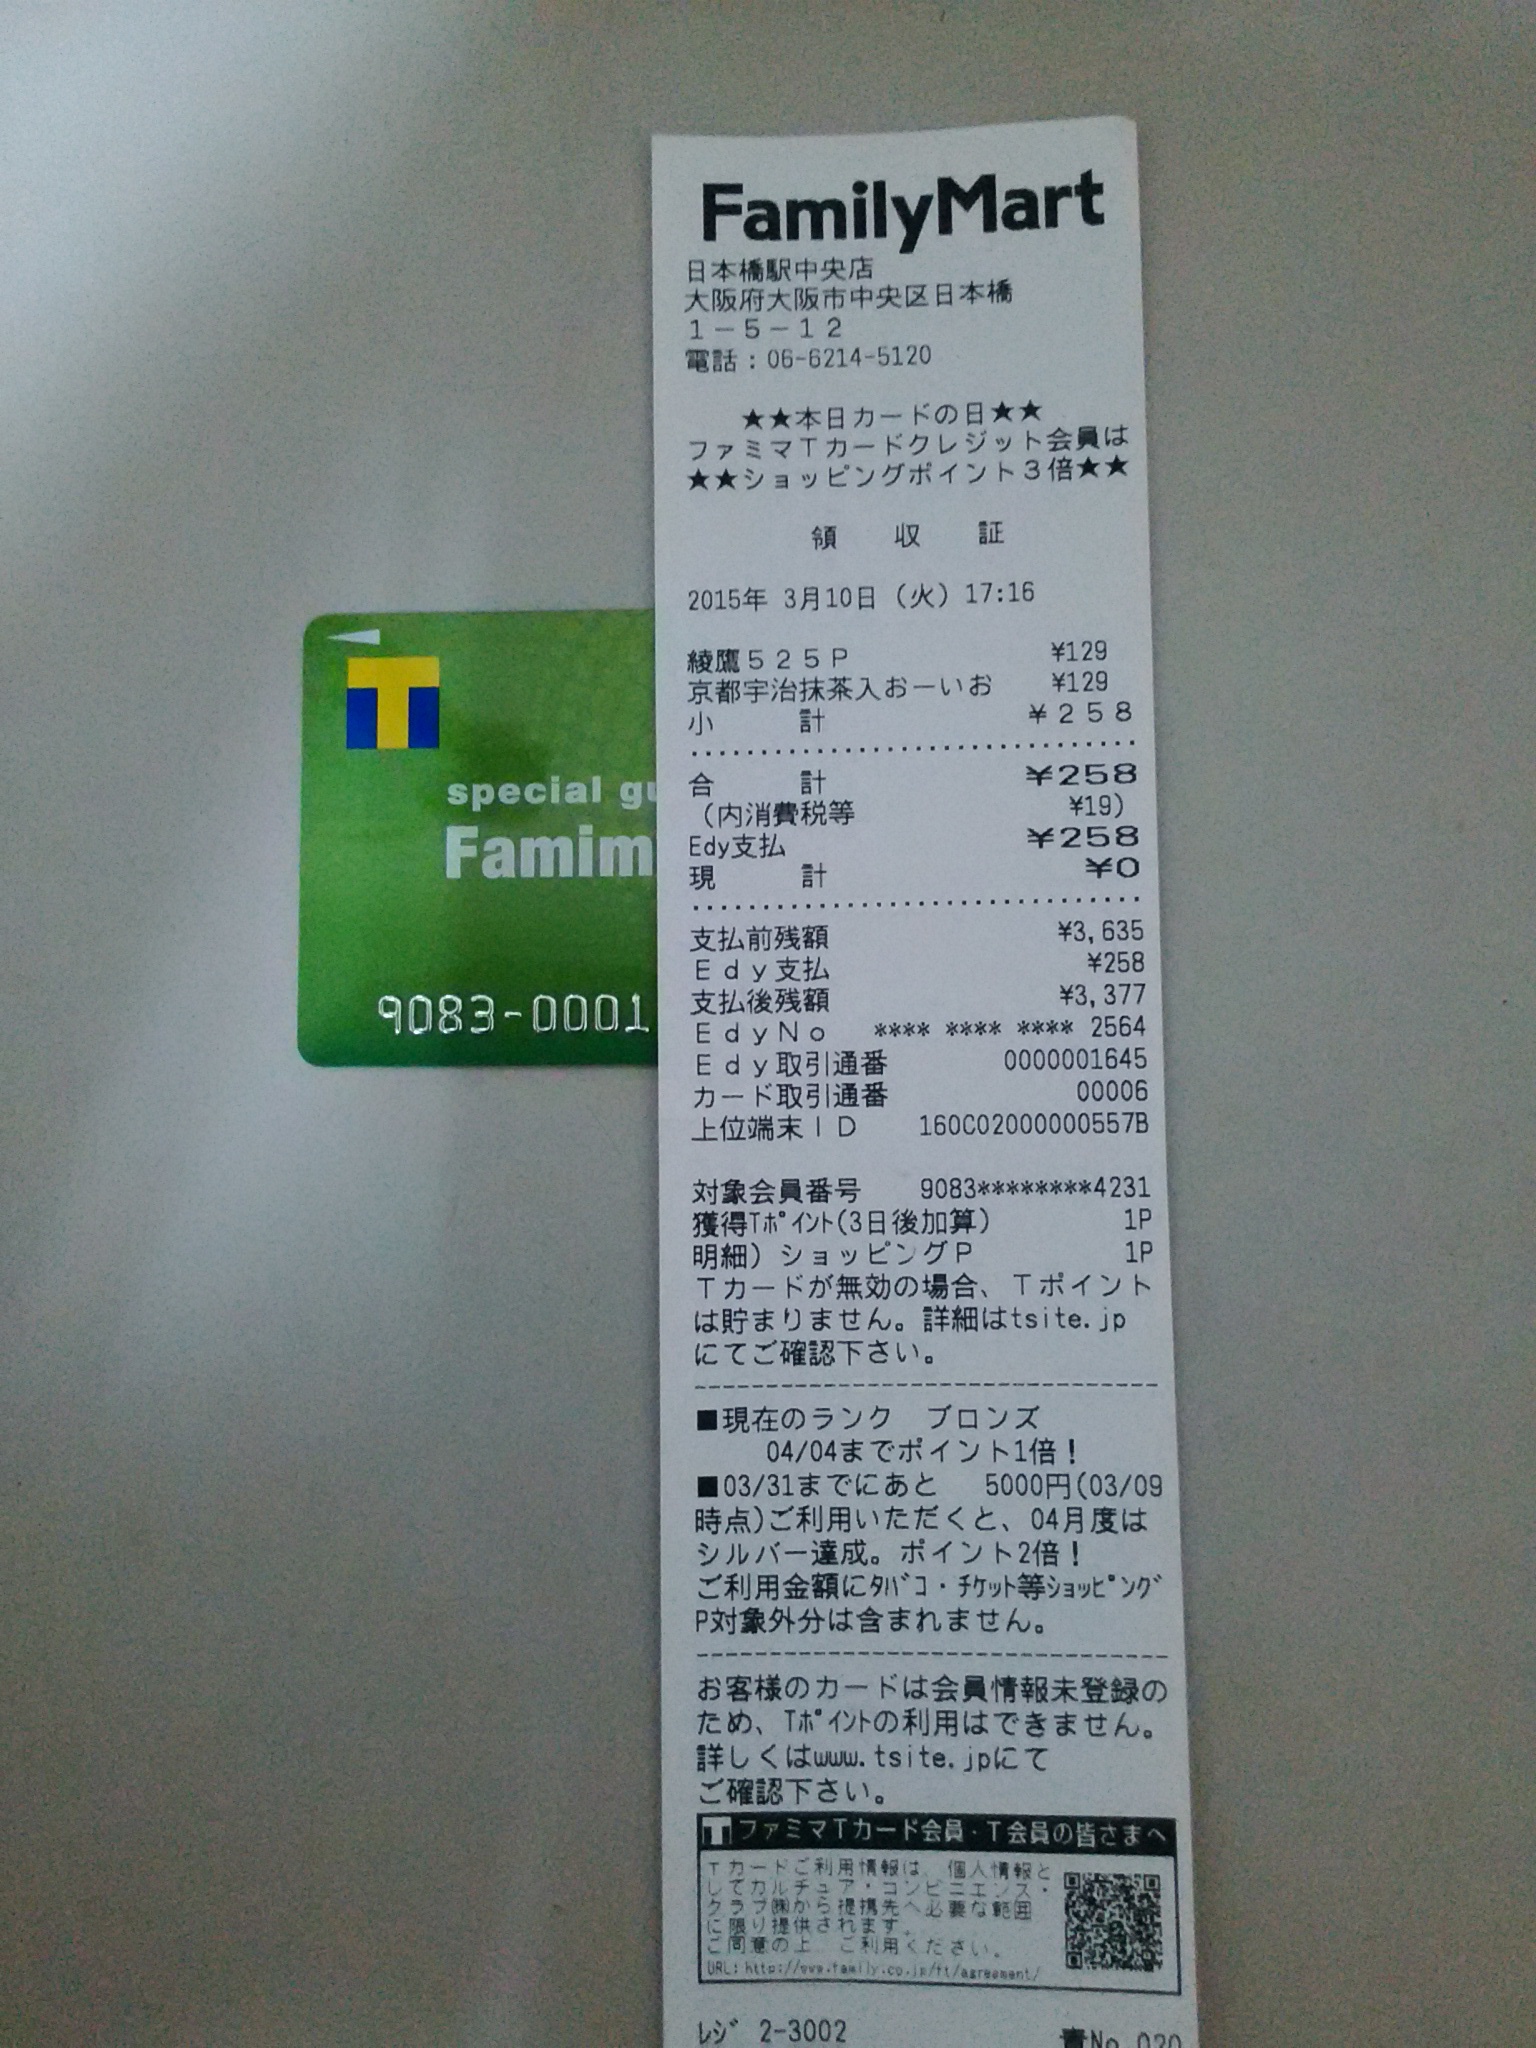 FamilyMart
日本橋駅中央店
大阪府大阪市中央区日本橋
1－5－12
電話：06-6214-5120
★★本日カードの日★★
ファミマTカードクレジット会員は
★★ショッピングポイント3倍★★
領 収 証
2015年 3月10日（火）17:16
綾鷹525P ¥129
京都宇治抹茶入おーいお ¥129
小 計 ¥258
合 計 ¥258
（内消費税等 ¥19）
Edy支払 ¥258
現 計 ¥0
支払前残額 ¥3,635
Edy支払 ¥258
支払後残額 ¥3,377
EdyNo **** **** **** 2564
Edy取引通番 0000001645
カード取引通番 00006
上位端末ID 160C02000000557B
対象会員番号 9083********4231
獲得Tﾎﾟｲﾝﾄ(3日後加算) 1P
明細）ショッピングP 1P
Tカードが無効の場合、Tポイント
は貯まりません。詳細はtsite.jp
にてご確認下さい。
■現在のランク ブロンズ
04/04までポイント1倍！
■03/31までにあと 5000円(03/09
時点)ご利用いただくと、04月度は
シルバー達成。ポイント2倍！
ご利用金額にﾀﾊﾞｺ・ﾁｹｯﾄ等ｼｮｯﾋﾟﾝｸﾞ
P対象外分は含まれません。
お客様のカードは会員情報未登録の
ため、Tﾎﾟｲﾝﾄの利用はできません。
詳しくはwww.tsite.jpにて
ご確認下さい。
T ファミマTカード会員・T会員の皆さまへ
Tカードご利用情報は、個人情報と
してカルチュア・コンビニエンス・
クラブ㈱から提携先へ必要な範囲
に限り提供されます。
ご同意の上、ご利用ください。
URL: http://www.family.co.jp/ft/agreement/
ﾚｼﾞ 2-3002 責No.020
T
special gu
Famim
9083-0001